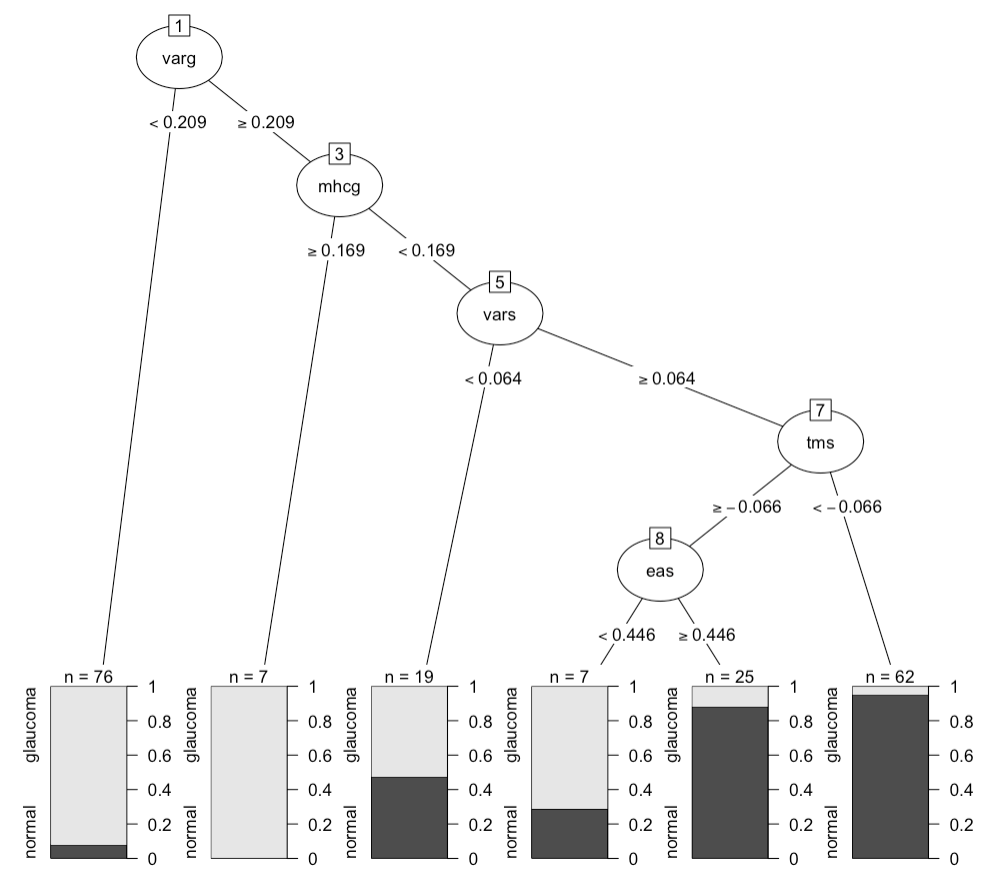 1
varg
< 0.209
≥ 0.209
3
mhcg
≥ 0.169
< 0.169
5
vars
< 0.064
≥ 0.064
7
tms
≥ −0.066
< −0.066
8
eas
< 0.446
≥ 0.446
n = 76
normal
glaucoma
0
0.2
0.4
0.6
0.8
1
n = 7
normal
glaucoma
0
0.2
0.4
0.6
0.8
1
n = 19
normal
glaucoma
0
0.2
0.4
0.6
0.8
1
n = 7
normal
glaucoma
0
0.2
0.4
0.6
0.8
1
n = 25
normal
glaucoma
0
0.2
0.4
0.6
0.8
1
n = 62
normal
glaucoma
0
0.2
0.4
0.6
0.8
1